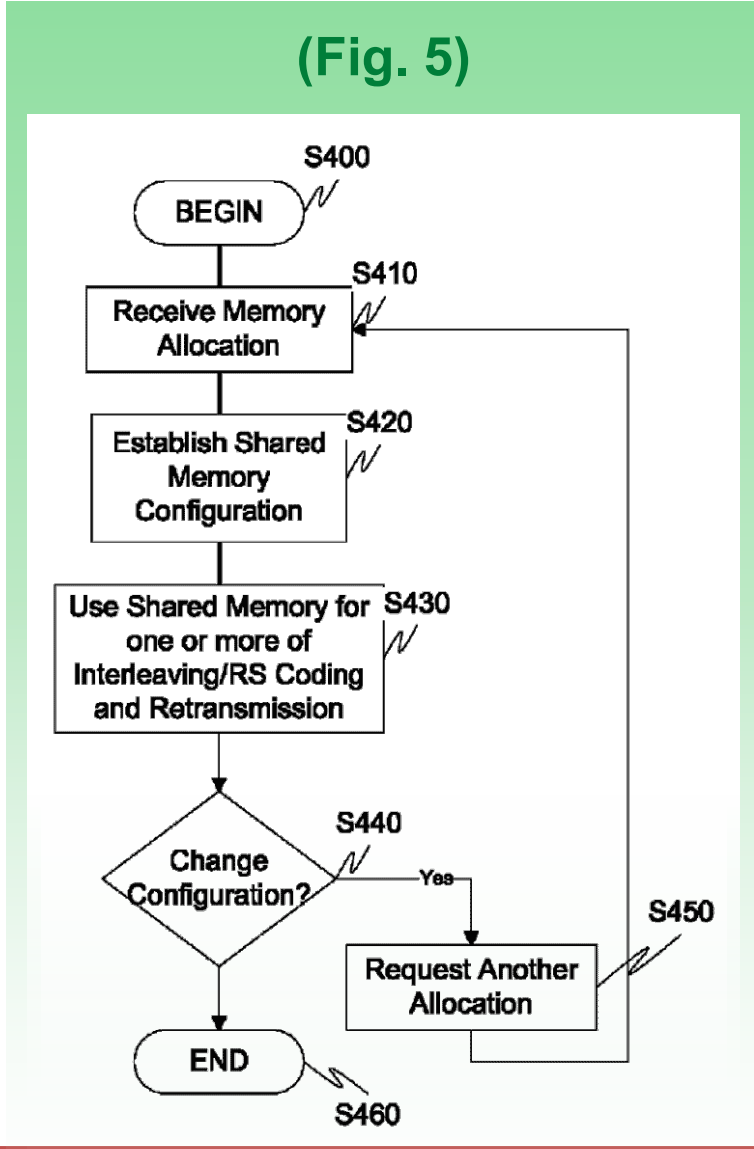 (Fig. 5)
S400
BEGIN
S410
Receive Memory
Allocation
S420
Establish Shared
Memory
Configuration
S430
Use Shared Memory for
one or more of
Interleaving/RS Coding
and Retransmission
S440
Change
Configuration?
Yes
S450
Request Another
Allocation
END
S460